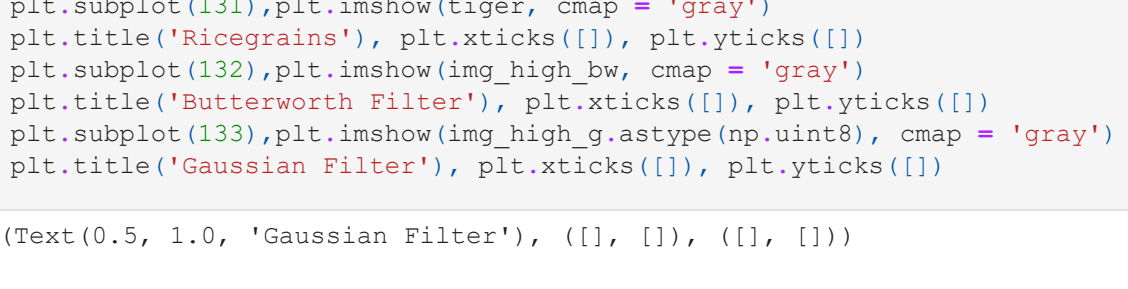 plt.subplot(131),plt.imshow(tiger, cmap = 'gray')
plt.title('Ricegrains'), plt.xticks([]), plt.yticks([])
plt.subplot(132),plt.imshow(img_high_bw, cmap = 'gray')
plt.title('Butterworth Filter'), plt.xticks([]), plt.yticks([])
plt.subplot(133),plt.imshow(img_high_g.astype(np.uint8), cmap = 'gray')
plt.title('Gaussian Filter'), plt.xticks([]), plt.yticks([])
(Text(0.5, 1.0, 'Gaussian Filter'), ([], []), ([], []))